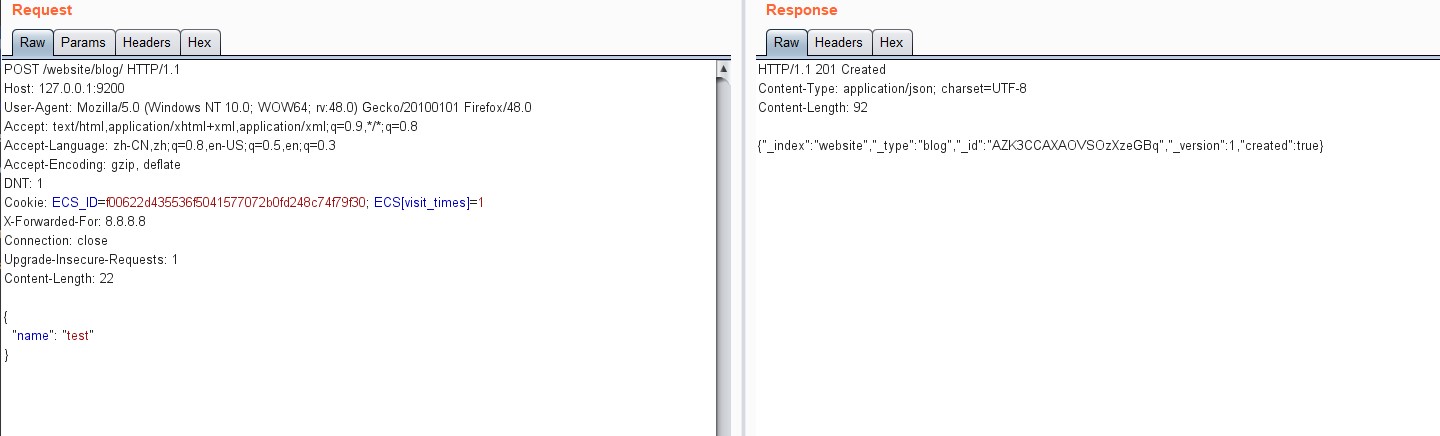 Request
Raw Params Headers Hex
POST /website/blog/ HTTP/1.1
Host: 127.0.0.1:9200
User-Agent: Mozilla/5.0 (Windows NT 10.0; WOW64; rv:48.0) Gecko/20100101 Firefox/48.0
Accept: text/html,application/xhtml+xml,application/xml;q=0.9,*/*;q=0.8
Accept-Language: zh-CN,zh;q=0.8,en-US;q=0.5,en;q=0.3
Accept-Encoding: gzip, deflate
DNT: 1
Cookie: ECS_ID=f00622d435536f5041577072b0fd248c74f79f30; ECS[visit_times]=1
X-Forwarded-For: 8.8.8.8
Connection: close
Upgrade-Insecure-Requests: 1
Content-Length: 22
{
"name": "test"
}
Response
Raw Headers Hex
HTTP/1.1 201 Created
Content-Type: application/json; charset=UTF-8
Content-Length: 92
{"_index":"website","_type":"blog","_id":"AZK3CCAXAOVSOzXzeGBq","_version":1,"created":true}